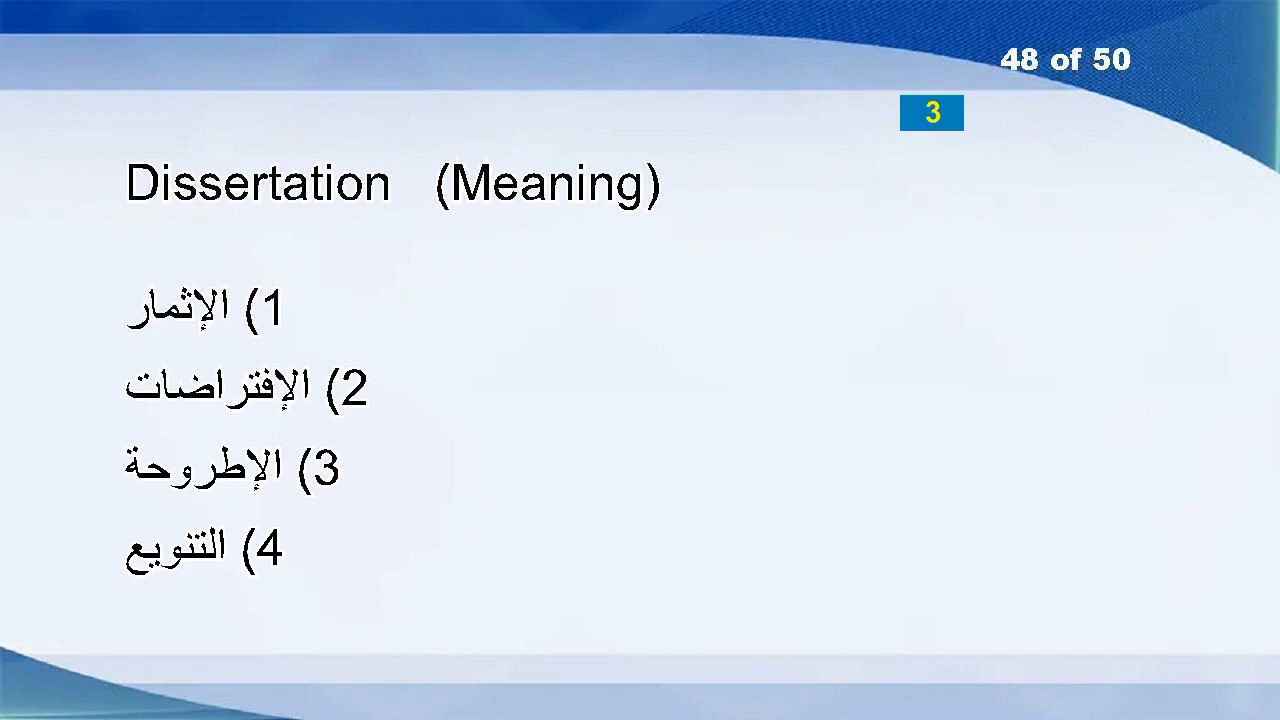 48 of 50
3
Dissertation (Meaning)
1) الإثمار
2) الإفتراضات
3) الإطروحة
4) التنويع